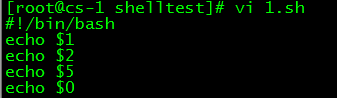 [root@cs-1 shelltest]# vi 1.sh
#!/bin/bash
echo $1
echo $2
echo $5
echo $0